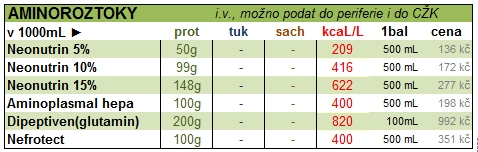 AMINOROZTOKY i.v., možno podat do periferie i do CŽK
v 1000mL ► prot tuk sach kcaL/L 1bal cena
Neonutrin 5% 50g - - 209 500 mL 136 kč
Neonutrin 10% 99g - - 416 500 mL 172 kč
Neonutrin 15% 148g - - 622 500 mL 277 kč
Aminoplasmal hepa 100g - - 400 500 mL 198 kč
Dipeptiven(glutamin) 200g - - 820 100mL 992 kč
Nefrotect 100g - - 400 500 mL 351 kč